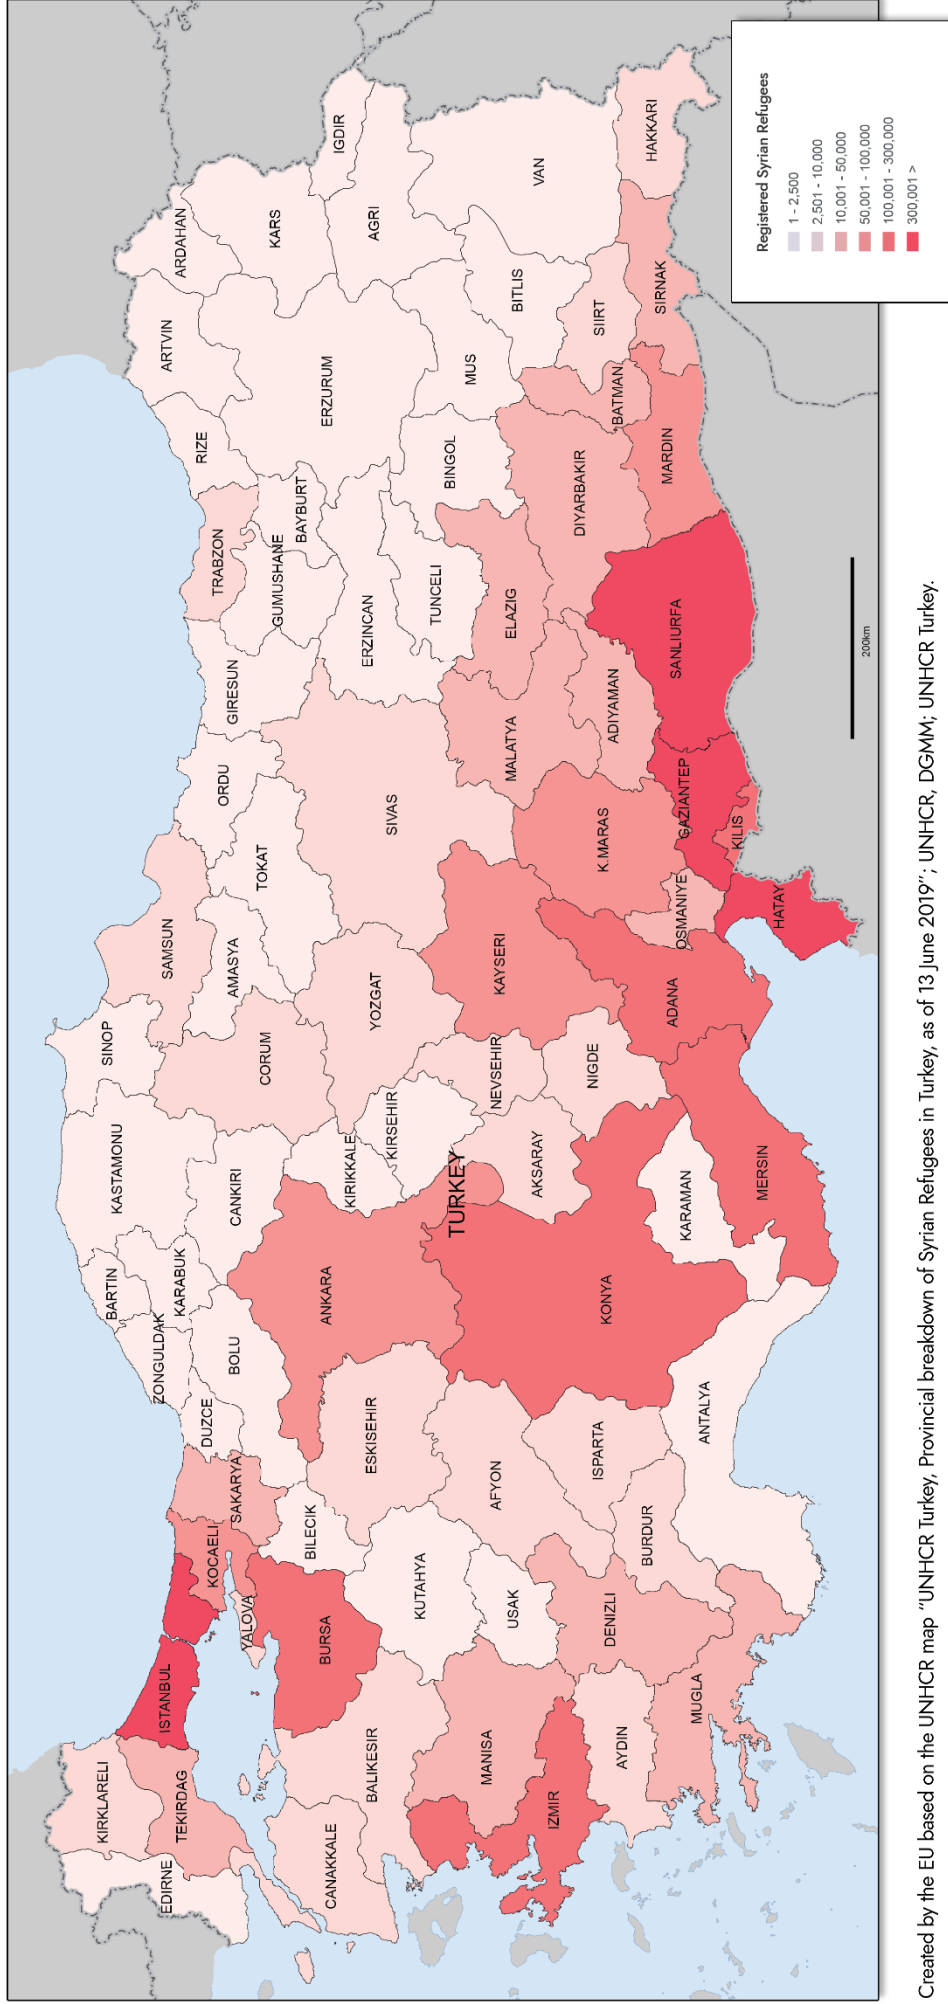 KIRKLARELI
EDIRNE
TEKIRDAG
ISTANBUL
KOCAELI
YALOVA
SAKARYA
DUZCE
ZONGULDAK
BARTIN
KARABUK
BOLU
KASTAMONU
CANKIRI
SINOP
CORUM
SAMSUN
AMASYA
TOKAT
ORDU
GIRESUN
TRABZON
GUMUSHANE
BAYBURT
RIZE
ARTVIN
ARDAHAN
KARS
IGDIR
AGRI
ERZURUM
ERZINCAN
TUNCELI
BINGOL
MUS
BITLIS
VAN
HAKKARI
SIRNAK
SIIRT
BATMAN
MARDIN
DIYARBAKIR
ELAZIG
MALATYA
ADIYAMAN
SANLIURFA
GAZIANTEP
KILIS
HATAY
OSMANIYE
K.MARAS
SIVAS
YOZGAT
KAYSERI
ADANA
NIGDE
NEVSEHIR
KIRSEHIR
KIRIKKALE
TURKEY
AKSARAY
KARAMAN
MERSIN
KONYA
ANKARA
ESKISEHIR
BILECIK
BURSA
KUTAHYA
AFYON
ISPARTA
BURDUR
ANTALYA
USAK
DENIZLI
MUGLA
AYDIN
IZMIR
MANISA
BALIKESIR
CANAKKALE
200km
Registered Syrian Refugees
1 - 2,500
2,501 - 10,000
10,001 - 50,000
50,001 - 100,000
100,001 - 300,000
300,001 >
Created by the EU based on the UNHCR map “UNHCR Turkey, Provincial breakdown of Syrian Refugees in Turkey, as of 13 June 2019”; UNHCR, DGMM; UNHCR Turkey.